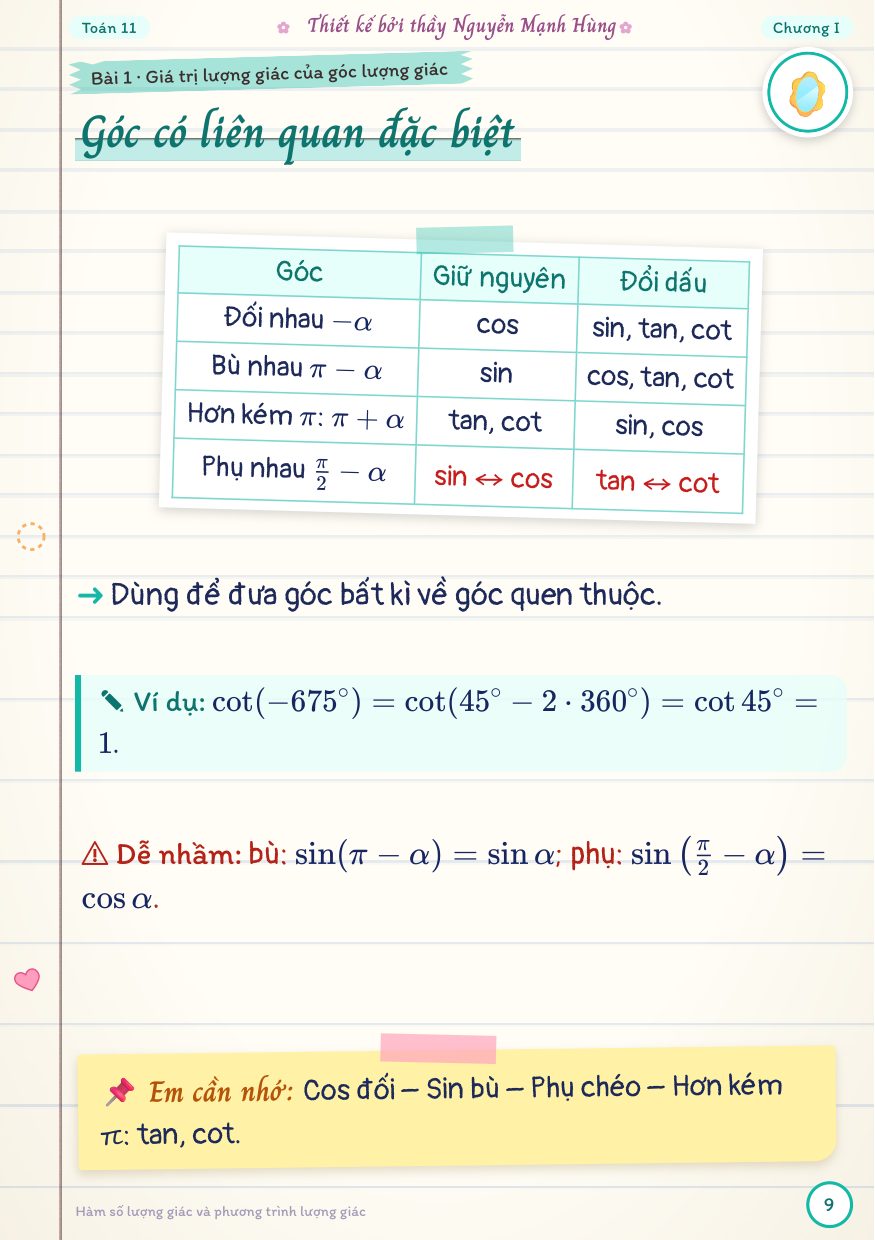 Toán 11
Thiết kế bởi thầy Nguyễn Mạnh Hùng
Chương I
Bài 1 · Giá trị lượng giác của góc lượng giác
Góc có liên quan đặc biệt
Góc Giữ nguyên Đổi dấu
Đối nhau −α cos sin, tan, cot
Bù nhau π − α sin cos, tan, cot
Hơn kém π: π + α tan, cot sin, cos
Phụ nhau π/2 − α sin ↔ cos tan ↔ cot
→ Dùng để đưa góc bất kì về góc quen thuộc.
Ví dụ: cot(−675°) = cot(45° − 2 · 360°) = cot 45° =
1.
⚠ Dễ nhầm: bù: sin(π − α) = sin α; phụ: sin (π/2 − α) =
cos α.
📌 Em cần nhớ: Cos đối – Sin bù – Phụ chéo – Hơn kém
π: tan, cot.
Hàm số lượng giác và phương trình lượng giác
9